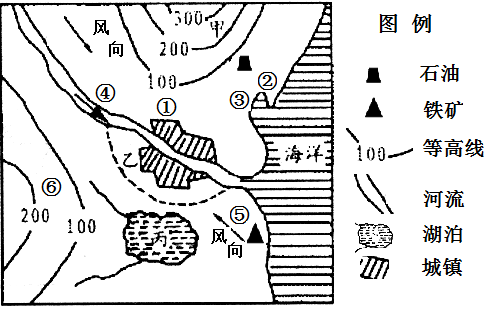 300 甲
风向
200
100
②
④
①
③
海洋
乙
⑥
200
100
⑤
丙
风向
图 例
石油
铁矿
100
等高线
河流
湖泊
城镇